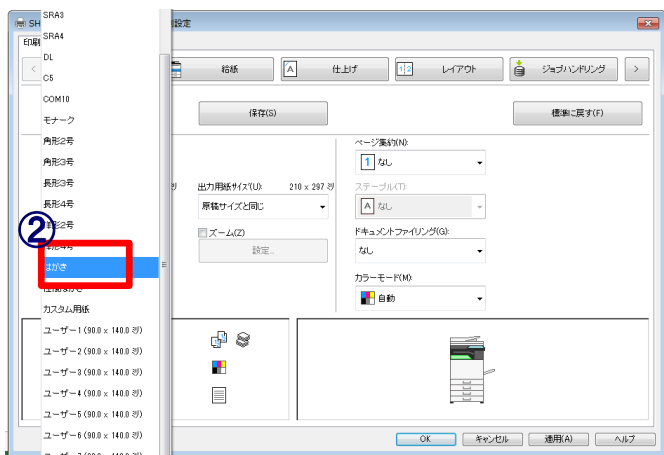 SH
SRA3
設定
印刷
SRA4
DL
C5
COM10
モナーク
角形2号
角形3号
長形3号
長形4号
②
洋形2号
洋形4号
はがき
往復はがき
カスタム用紙
ユーザー1 (90.0 x 140.0 ミリ)
ユーザー2 (90.0 x 140.0 ミリ)
ユーザー3 (90.0 x 140.0 ミリ)
ユーザー4 (90.0 x 140.0 ミリ)
ユーザー5 (90.0 x 140.0 ミリ)
ユーザー6 (90.0 x 140.0 ミリ)
給紙
仕上げ
レイアウト
ジョブハンドリング
保存(S)
標準に戻す(F)
出力用紙サイズ(U): 210 x 297 ミリ
原稿サイズと同じ
ズーム(Z)
設定...
ページ集約(N):
1 なし
ステープル(T):
A なし
ドキュメントファイリング(G):
なし
カラーモード(M):
自動
OK
キャンセル
適用(A)
ヘルプ